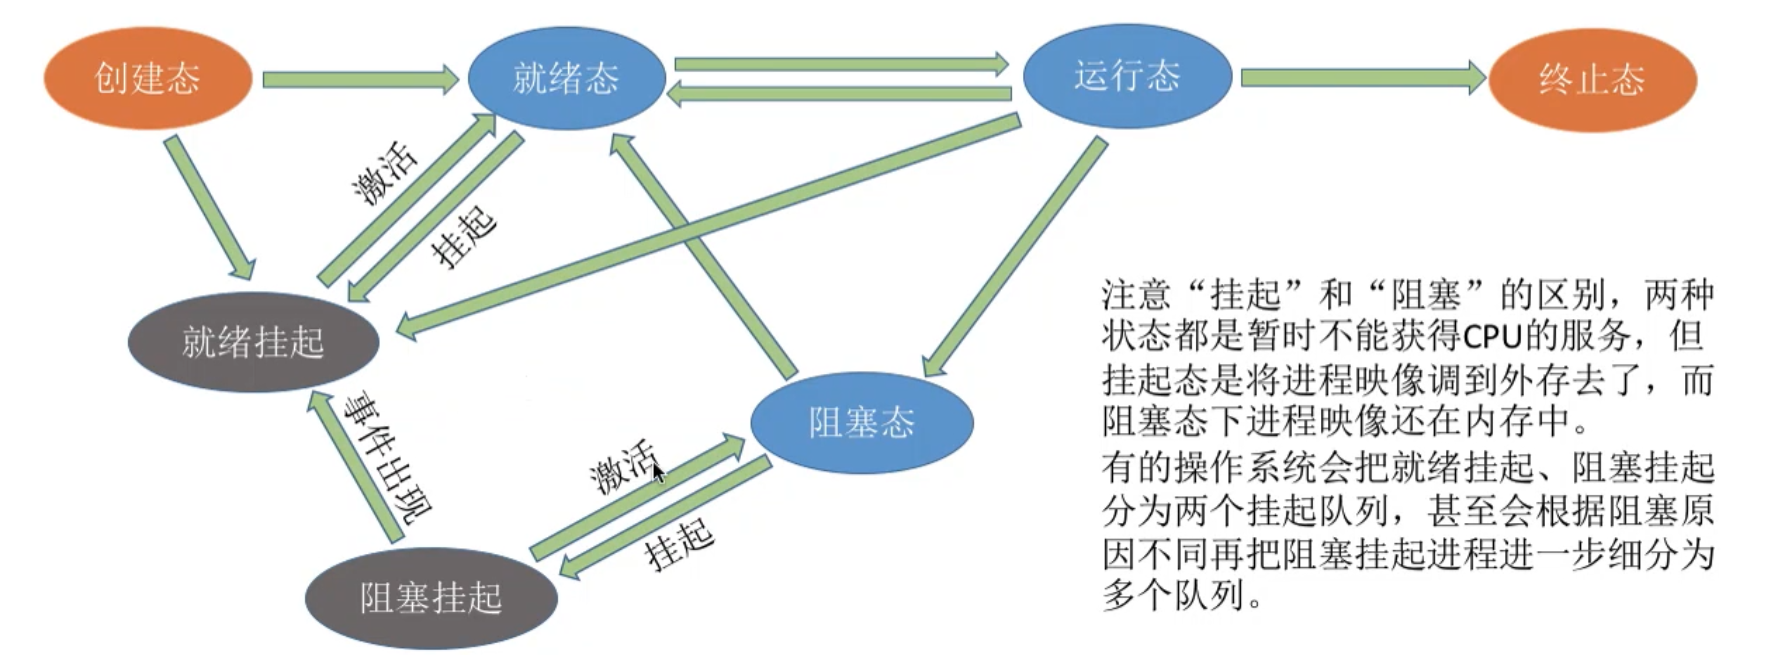 创建态
就绪态
运行态
终止态
激活
挂起
就绪挂起
事件出现
阻塞态
激活
挂起
阻塞挂起
注意“挂起”和“阻塞”的区别，两种
状态都是暂时不能获得CPU的服务，但
挂起态是将进程映像调到外存去了，而
阻塞态下进程映像还在内存中。
有的操作系统会把就绪挂起、阻塞挂起
分为两个挂起队列，甚至会根据阻塞原
因不同再把阻塞挂起进程进一步细分为
多个队列。